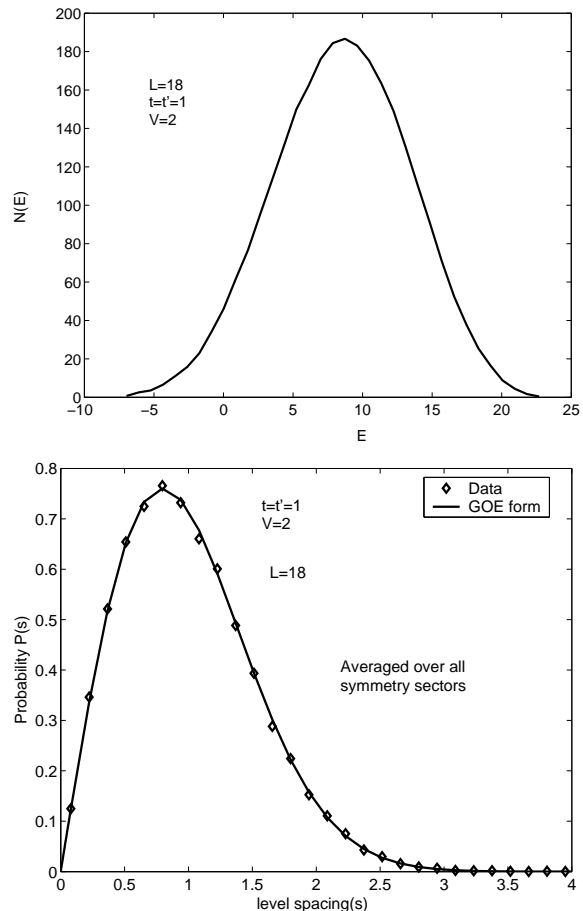 200
180
160
140
120
100
80
60
40
20
0
N(E)
L=18
t=t'=1
V=2
−10 −5 0 5 10 15 20 25
E
0.8
0.7
0.6
0.5
0.4
0.3
0.2
0.1
0
Probability P(s)
t=t'=1
V=2
L=18
Data
GOE form
Averaged over all
symmetry sectors
0 0.5 1 1.5 2 2.5 3 3.5 4
level spacing(s)